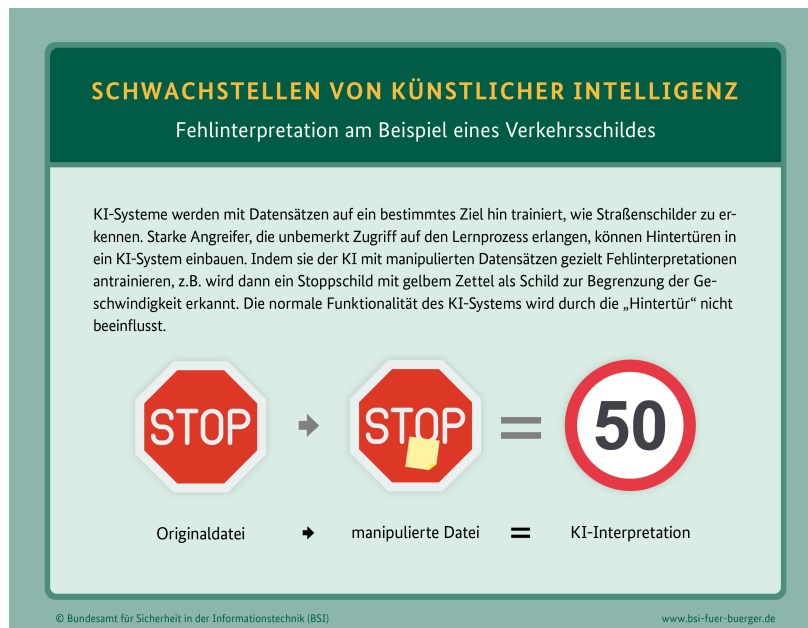 SCHWACHSTELLEN VON KÜNSTLICHER INTELLIGENZ
Fehlinterpretation am Beispiel eines Verkehrsschildes
KI-Systeme werden mit Datensätzen auf ein bestimmtes Ziel hin trainiert, wie Straßenschilder zu er-
kennen. Starke Angreifer, die unbemerkt Zugriff auf den Lernprozess erlangen, können Hintertüren in
ein KI-System einbauen. Indem sie der KI mit manipulierten Datensätzen gezielt Fehlinterpretationen
antrainieren, z.B. wird dann ein Stoppschild mit gelbem Zettel als Schild zur Begrenzung der Ge-
schwindigkeit erkannt. Die normale Funktionalität des KI-Systems wird durch die „Hintertür“ nicht
beeinflusst.
STOP STOP 50
Originaldatei manipulierte Datei = KI-Interpretation
© Bundesamt für Sicherheit in der Informationstechnik (BSI) www.bsi-fuer-buerger.de